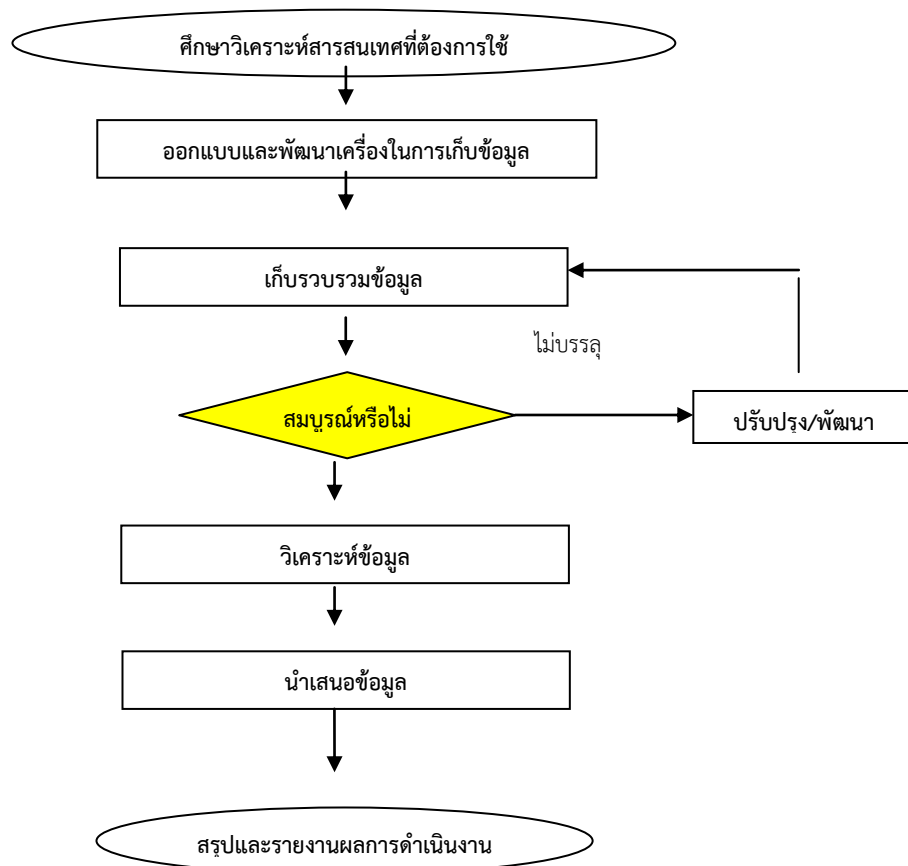 ศึกษาวิเคราะห์สารสนเทศที่ต้องการใช้
ออกแบบและพัฒนาเครื่องในการเก็บข้อมูล
เก็บรวบรวมข้อมูล
ไม่บรรลุ
สมบูรณ์หรือไม่
ปรับปรุง/พัฒนา
วิเคราะห์ข้อมูล
นำเสนอข้อมูล
สรุปและรายงานผลการดำเนินงาน